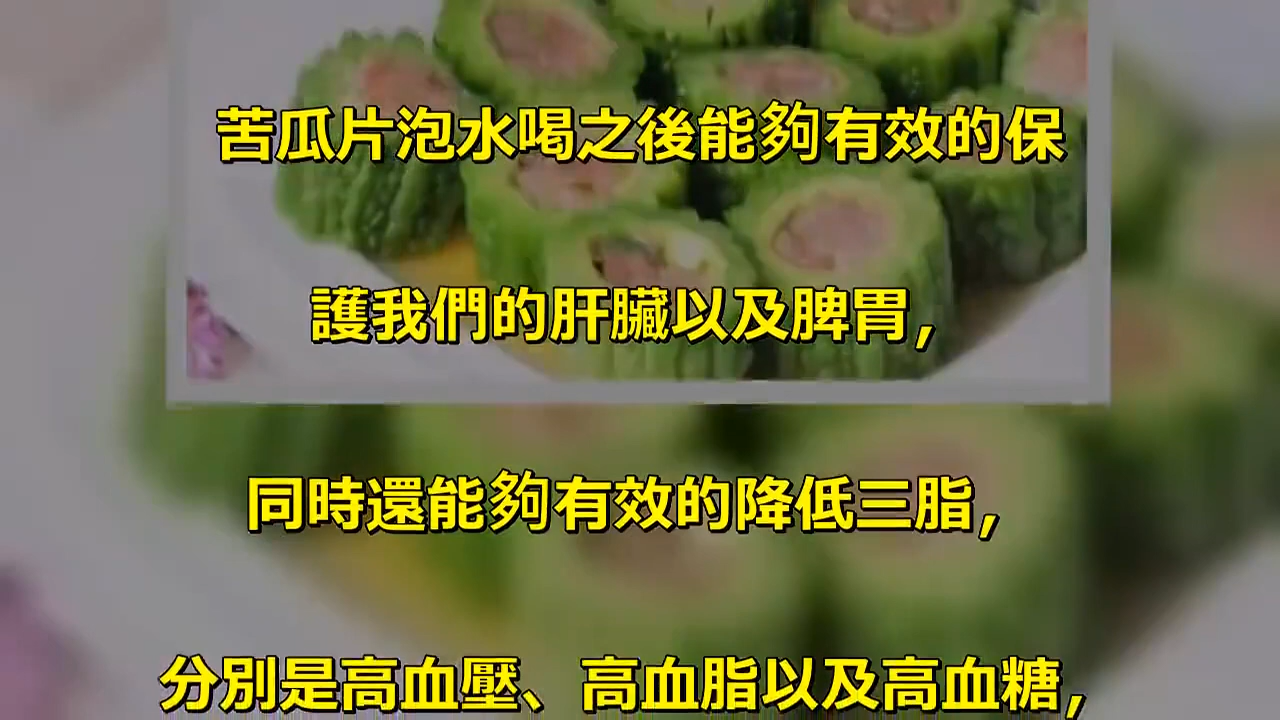 苦瓜片泡水喝之後能夠有效的保
護我們的肝臟以及脾胃，
同時還能夠有效的降低三脂，
分別是高血壓、高血脂以及高血糖，